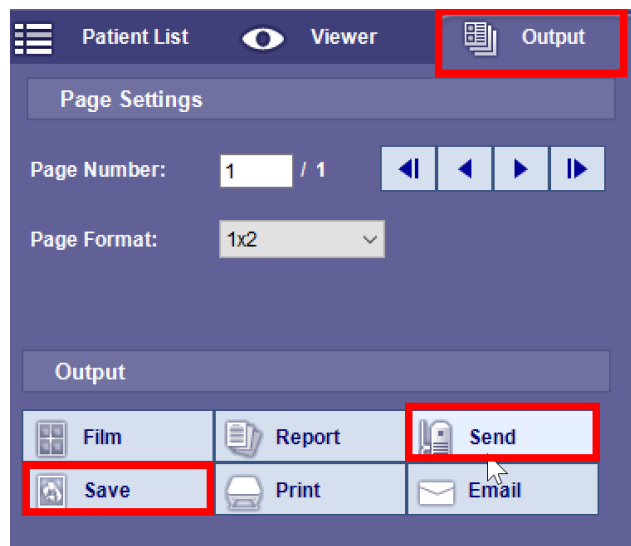 Patient List Viewer Output
Page Settings
Page Number: 1 / 1
Page Format: 1x2
Output
Film Report Send
Save Print Email